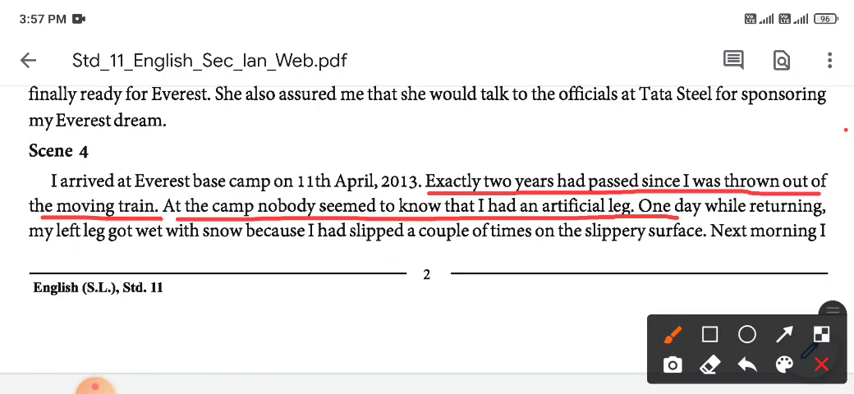 3:57 PM
96
Std_11_English_Sec_lan_Web.pdf
finally ready for Everest. She also assured me that she would talk to the officials at Tata Steel for sponsoring
my Everest dream.
Scene 4
I arrived at Everest base camp on 11th April, 2013. Exactly two years had passed since I was thrown out of
the moving train. At the camp nobody seemed to know that I had an artificial leg. One day while returning,
my left leg got wet with snow because I had slipped a couple of times on the slippery surface. Next morning I
2
English (S.L.), Std. 11